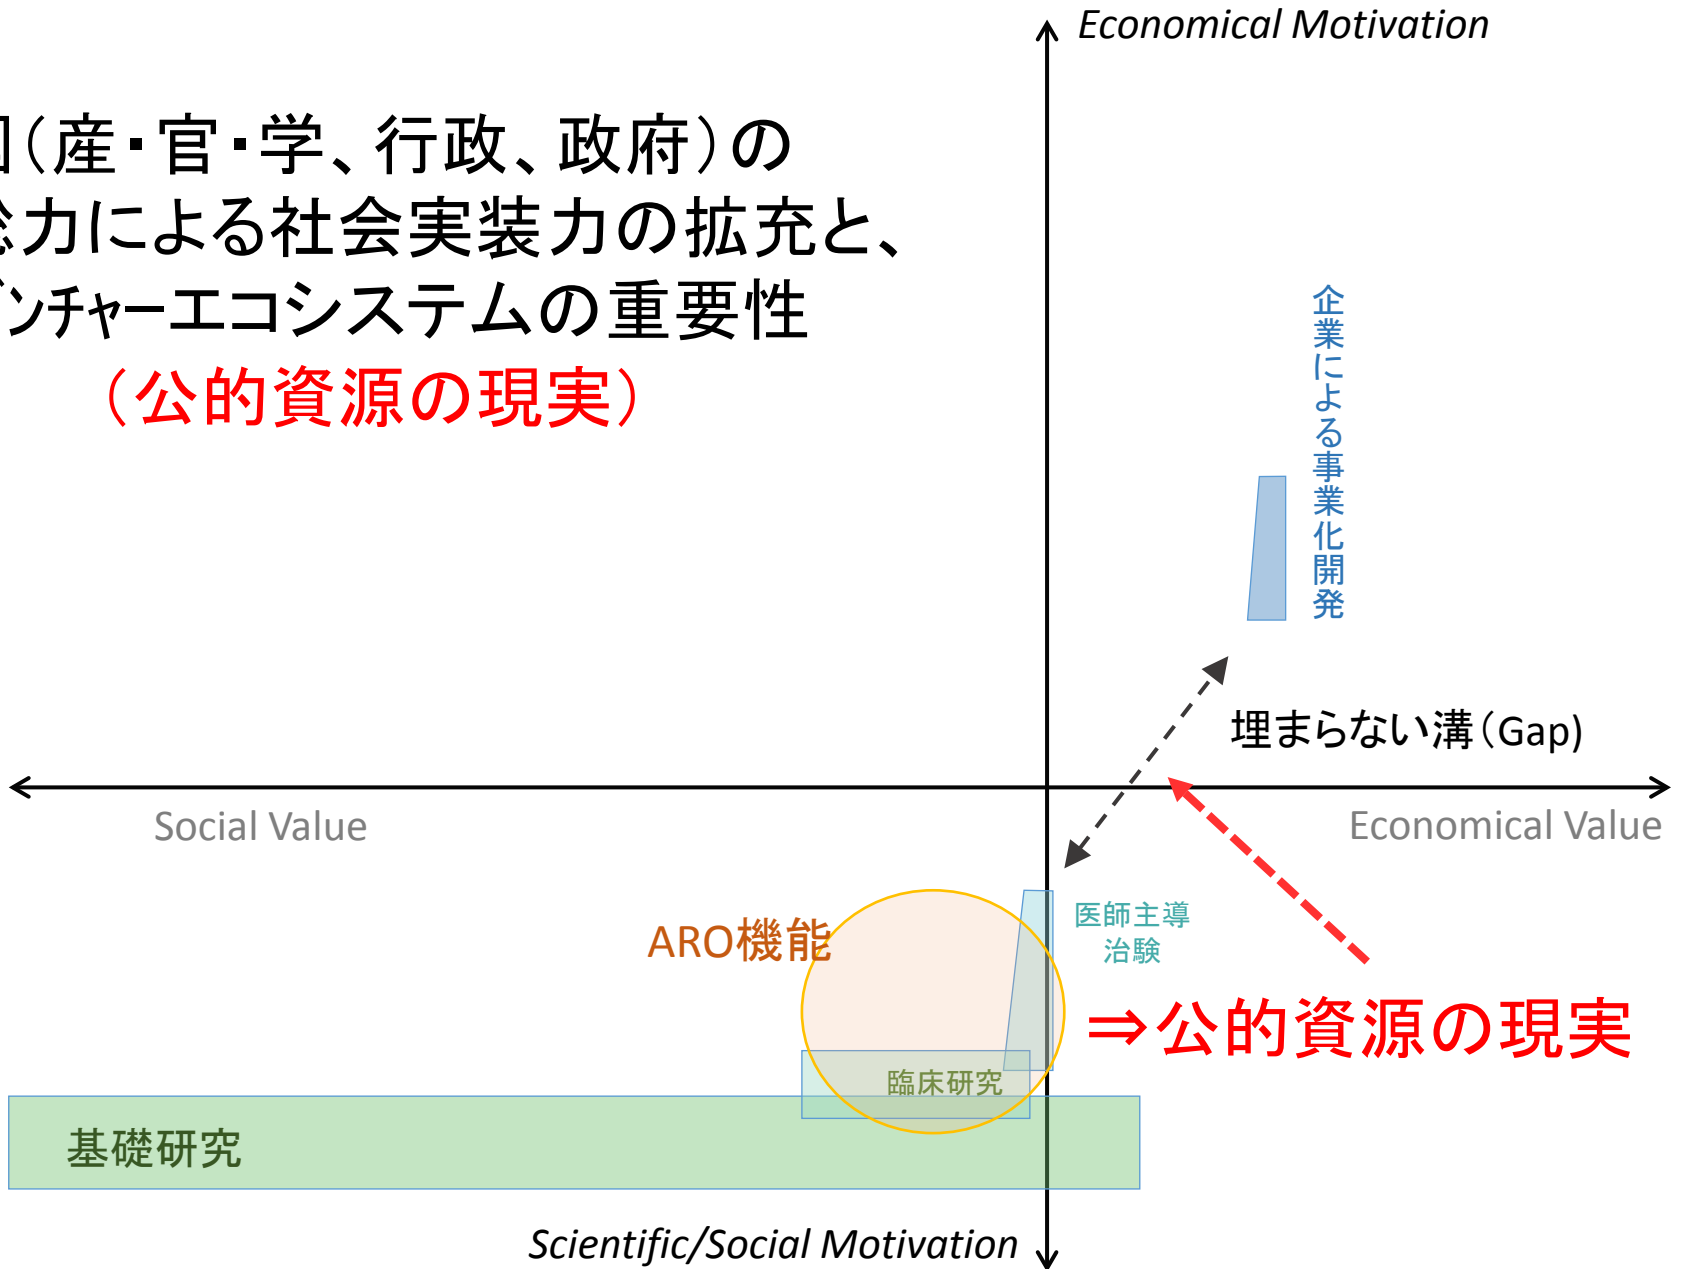 Economical Motivation
(産・官・学、行政、政府)の
力による社会実装力の拡充と、
ンチャーエコシステムの重要性
(公的資源の現実)
企業による事業化開発
埋まらない溝(Gap)
Social Value
Economical Value
ARO機能
医師主導
治験
⇒公的資源の現実
臨床研究
基礎研究
Scientific/Social Motivation